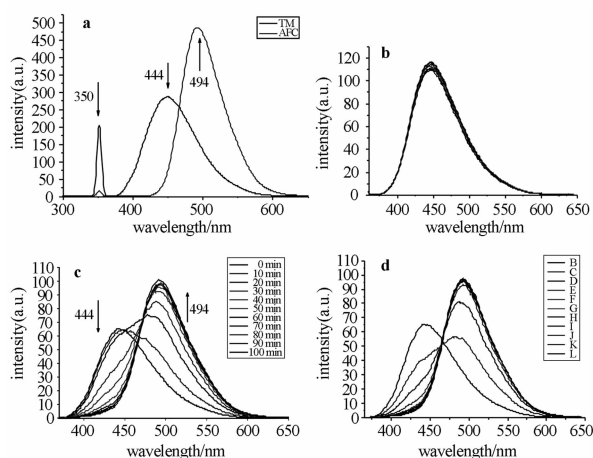 a
TM
AFC
350
444
494
intensity(a.u.)
500
450
400
350
300
250
200
150
100
50
0
300
400
500
600
wavelength/nm
b
intensity(a.u.)
120
100
80
60
40
20
0
400
450
500
550
600
650
wavelength/nm
c
444
494
0 min
10 min
20 min
30 min
40 min
50 min
60 min
70 min
80 min
90 min
100 min
intensity(a.u.)
110
100
90
80
70
60
50
40
30
20
10
0
400
450
500
550
600
650
wavelength/nm
d
B
C
D
E
F
G
H
I
J
K
L
intensity(a.u.)
110
100
90
80
70
60
50
40
30
20
10
0
400
450
500
550
600
650
wavelength/nm